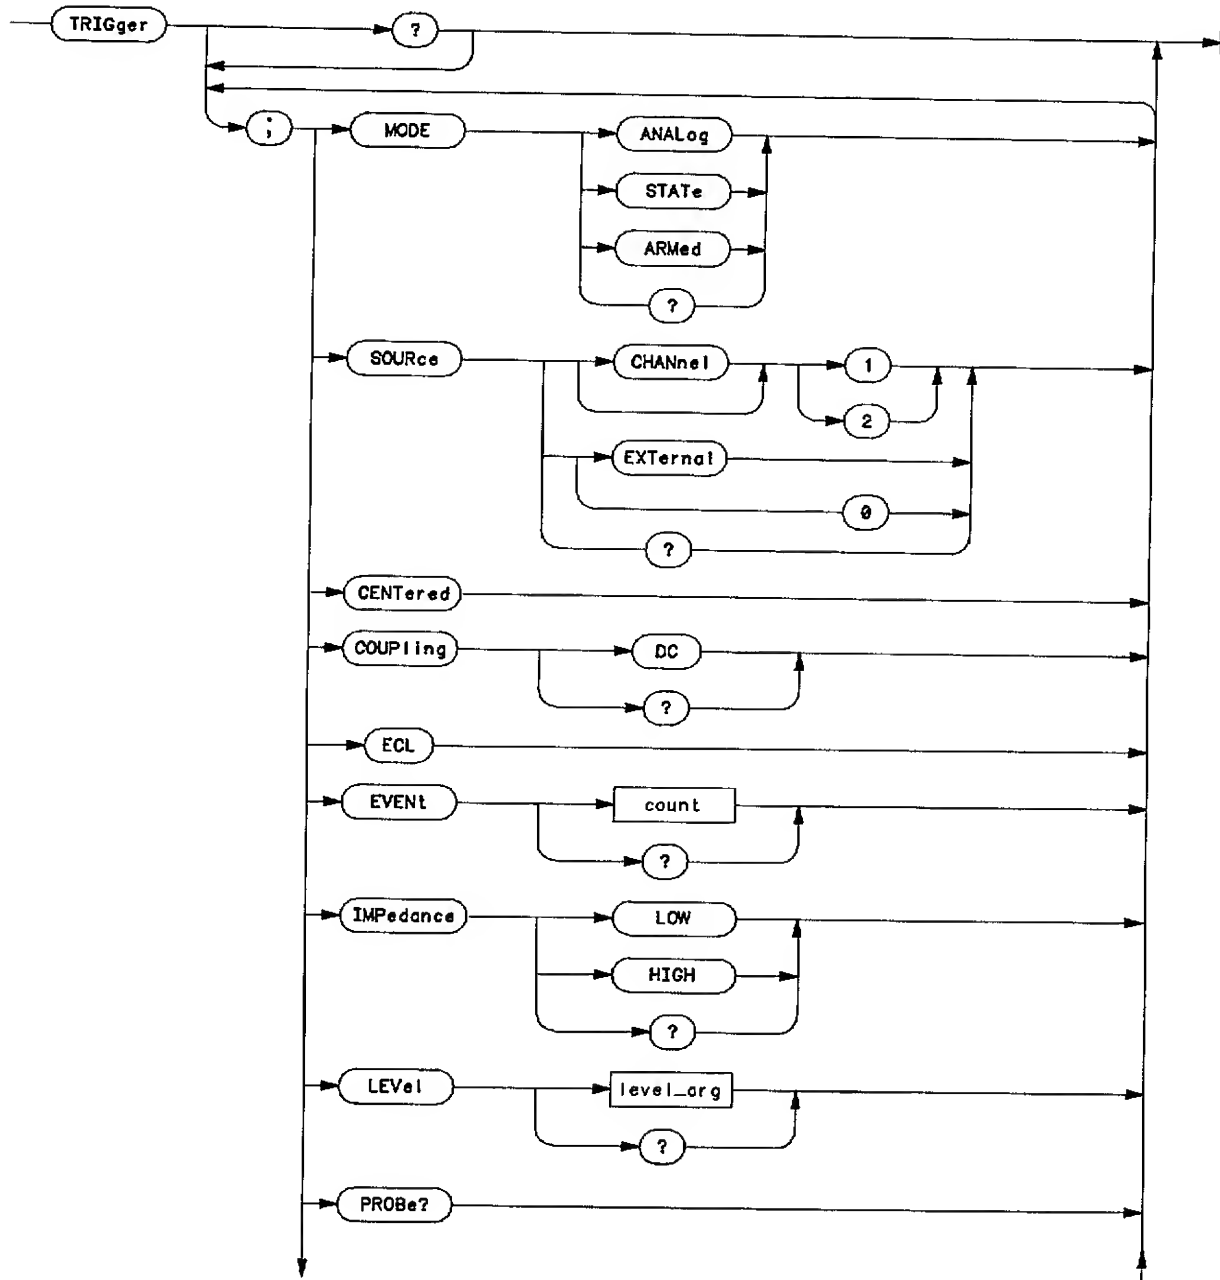 TRIGger
?
;
MODE
ANALog
STATe
ARMed
?
SOURce
CHANnel
1
2
EXTernal
0
?
CENTered
COUPling
DC
?
ECL
EVENt
count
?
IMPedance
LOW
HIGH
?
LEVel
level_arg
?
PROBe?